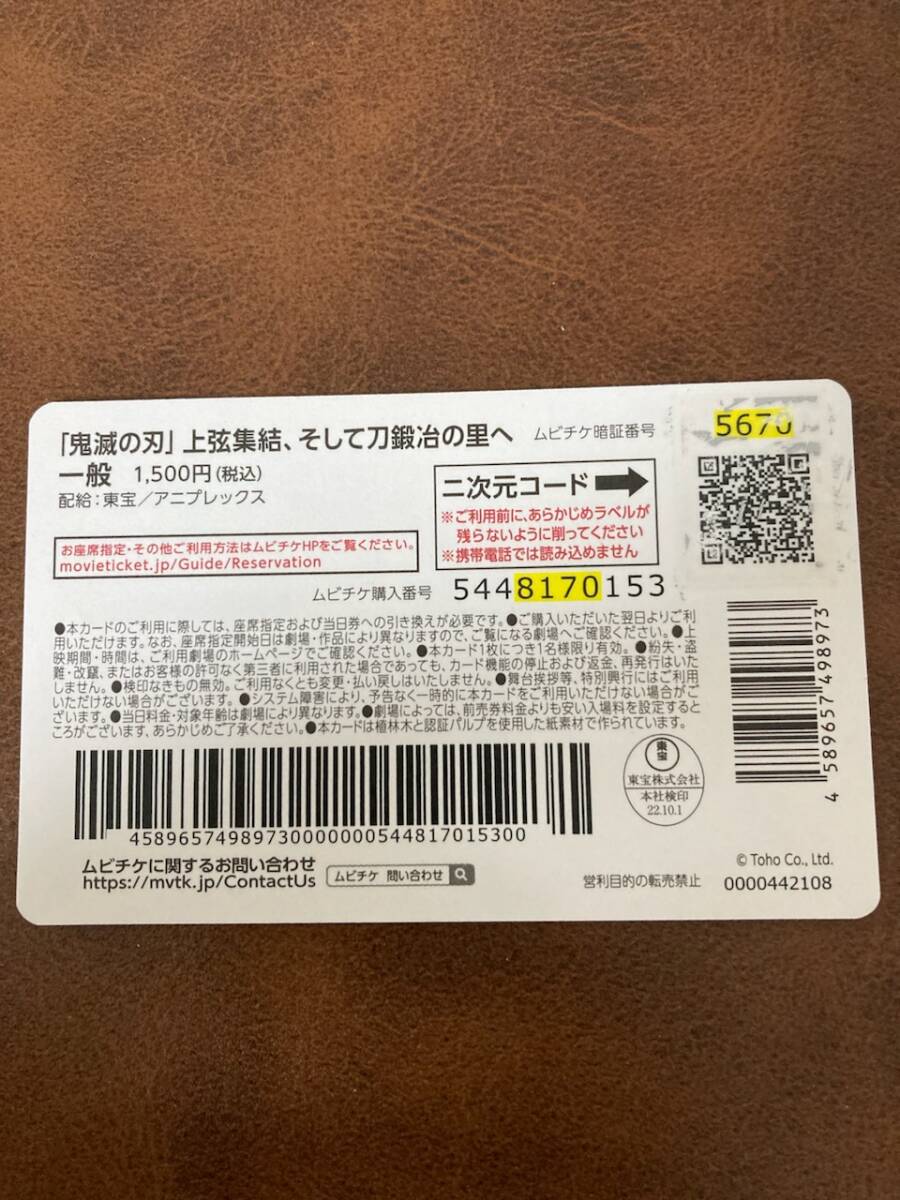 「鬼滅の刃」上弦集結、そして刀鍛冶の里へ
ムビチケ暗証番号
5670
一般 1,500円(税込)
配給:東宝/アニプレックス
二次元コード
※ご利用前に、あらかじめラベルが
残らないように削ってください
※携帯電話では読み込めません
お座席指定・その他ご利用方法はムビチケHPをご覧ください。
movieticket.jp/Guide/Reservation
ムビチケ購入番号 5448170153
●本カードのご利用に際しては、座席指定および当日券への引き換えが必要です。●ご購入いただいた翌日よりご利
用いただけます。なお、座席指定開始日は劇場・作品により異なりますので、ご覧になる劇場へご確認ください。●上
映期間・時間は、ご利用劇場のホームページでご確認ください。●本カード1枚につき1名様限り有効。●紛失・盗
難・改竄、またはお客様の許可なく第三者に利用された場合であっても、カード機能の停止および返金、再発行はいた
しません。●検印なきもの無効。ご利用なくとも変更・払い戻しはいたしません。●舞台挨拶等、特別興行にはご利用
いただけない場合がございます。●システム障害により、予告なく一時的に本カードをご利用いただけない場合がご
ざいます。●当日料金・対象年齢は劇場により異なります。●劇場によっては、前売券料金よりも安い入場料を設定するとこ
ろがございます、あらかじめご了承ください。●本カードは植林木と認証パルプを使用した紙素材で作られています。
45896574989730000000544817015300
東宝
東宝株式会社
本社検印
22.10.1
4 589657 498973
ムビチケに関するお問い合わせ
https://mvtk.jp/ContactUs
ムビチケ 問い合わせ
© Toho Co., Ltd.
営利目的の転売禁止 0000442108